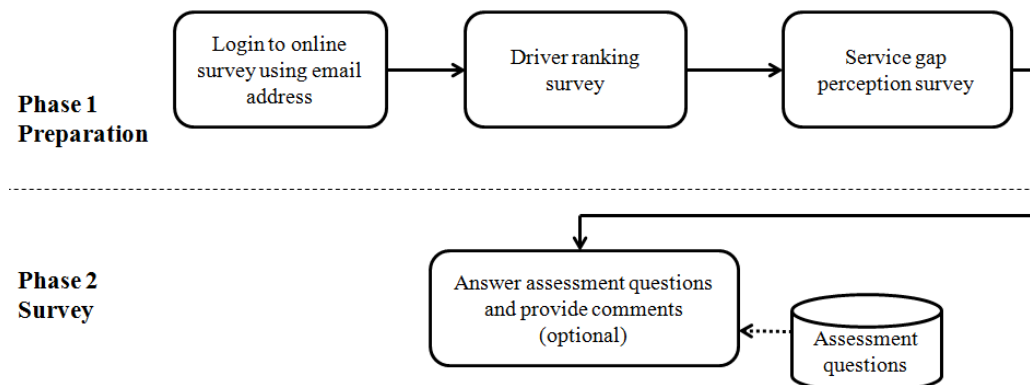 Login to online
survey using email
address
Driver ranking
survey
Service gap
perception survey
Phase 1
Preparation
Phase 2
Survey
Answer assessment questions
and provide comments
(optional)
Assessment
questions